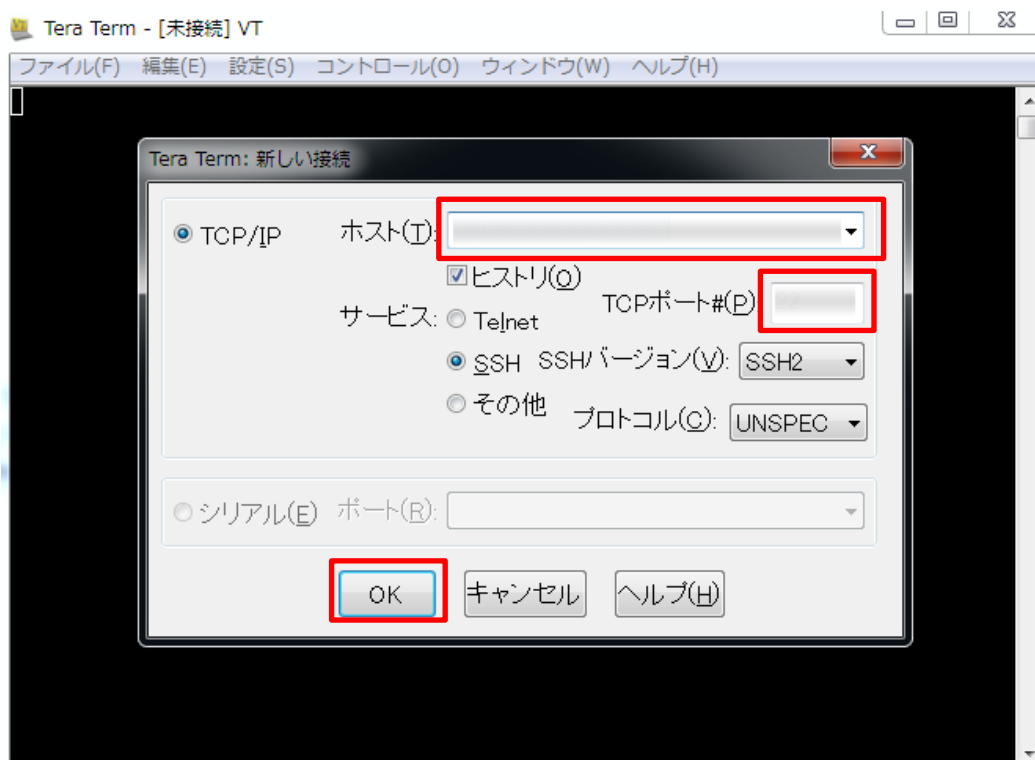 Tera Term - [未接続] VT
ファイル(F) 編集(E) 設定(S) コントロール(O) ウィンドウ(W) ヘルプ(H)
Tera Term: 新しい接続
TCP/IP ホスト(T):
ヒストリ(O)
TCPポート#(P):
サービス: Telnet
SSH SSHバージョン(V): SSH2
その他 プロトコル(C): UNSPEC
シリアル(E) ポート(R):
OK キャンセル ヘルプ(H)